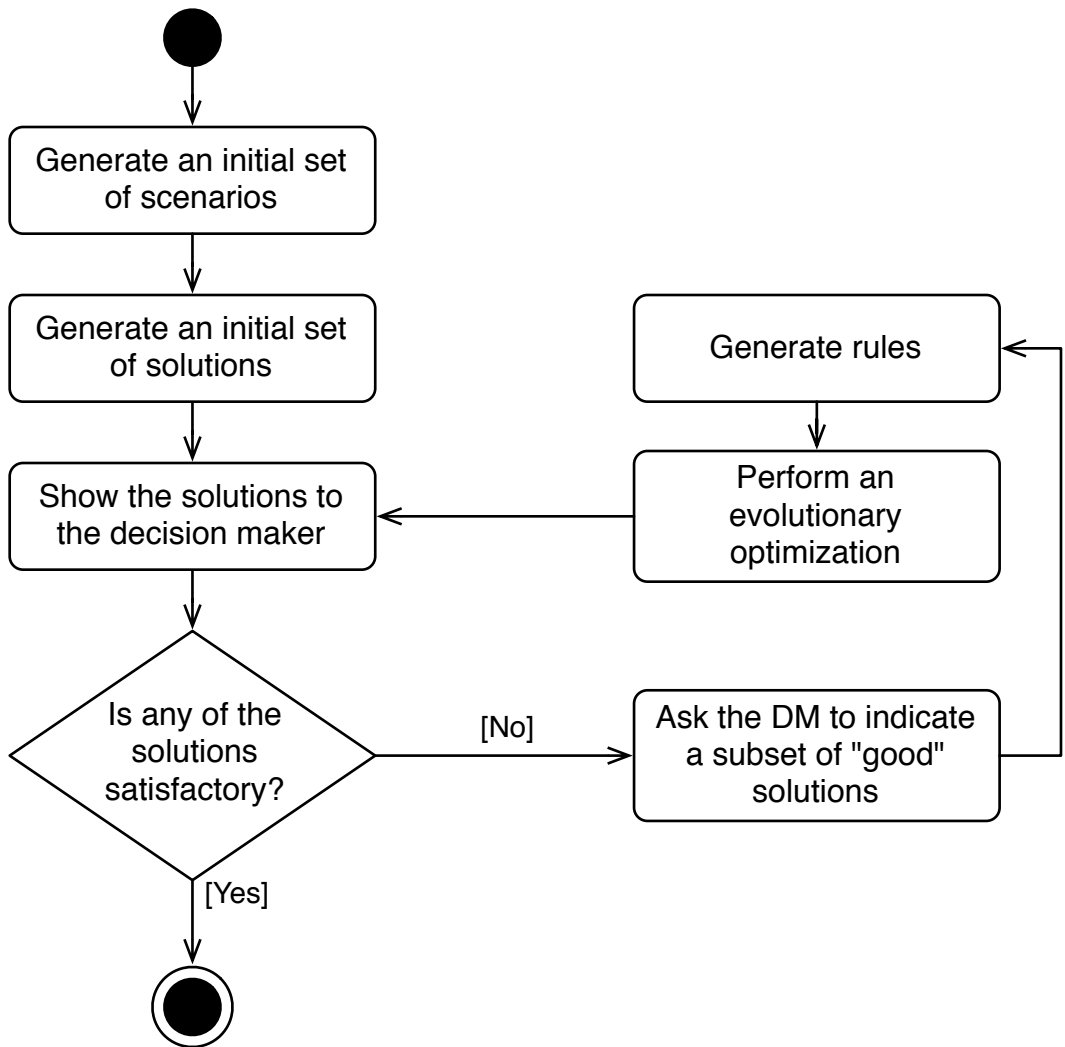 Generate an initial set
of scenarios
Generate an initial set
of solutions
Generate rules
Show the solutions to
the decision maker
Perform an
evolutionary
optimization
Is any of the
solutions
satisfactory?
[No]
Ask the DM to indicate
a subset of "good"
solutions
[Yes]